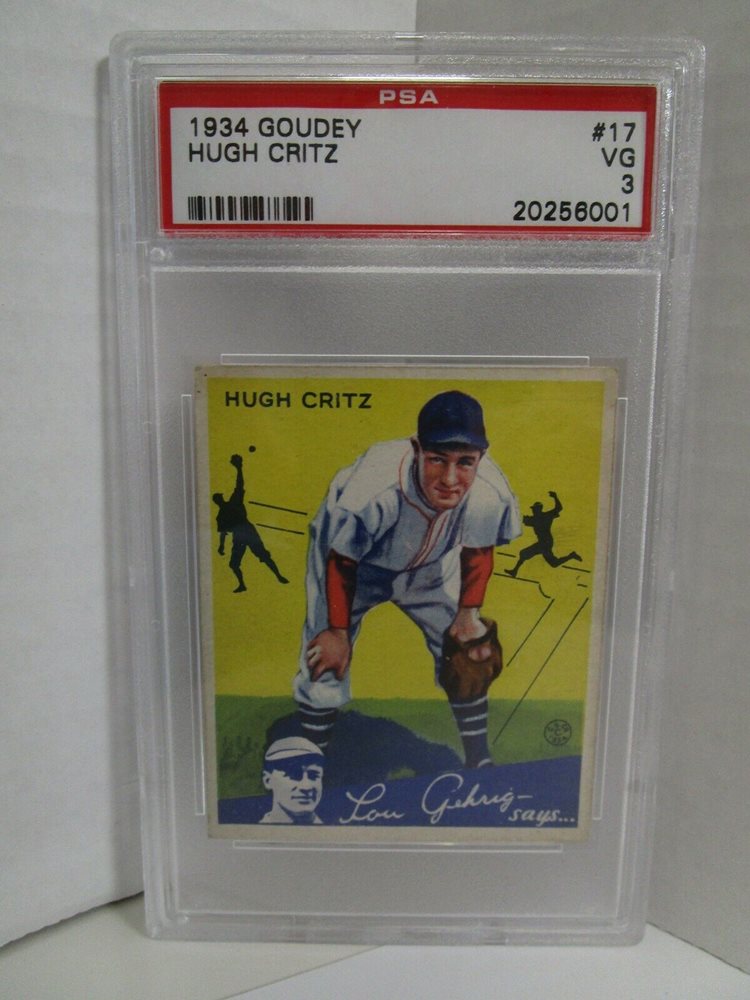 PSA
1934 GOUDEY #17
HUGH CRITZ VG
3
20256001
HUGH CRITZ
Lou Gehrig-
says...